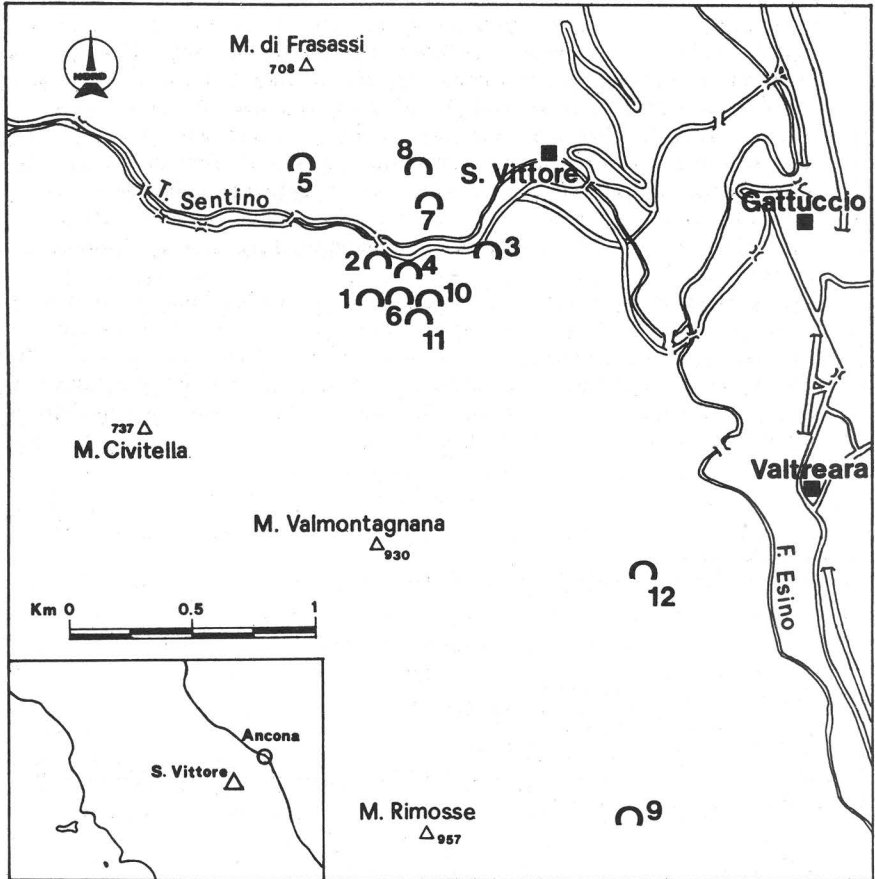 M. di Frasassi
708
NORD
8
5
S. Vittore
T. Sentino
7
Gattuccio
3
2
4
1
10
6
11
737
M. Civitella
Valtreara
M. Valmontagnana
930
F. Esino
12
Km 0 0.5 1
Ancona
S. Vittore
M. Rimosse
957
9